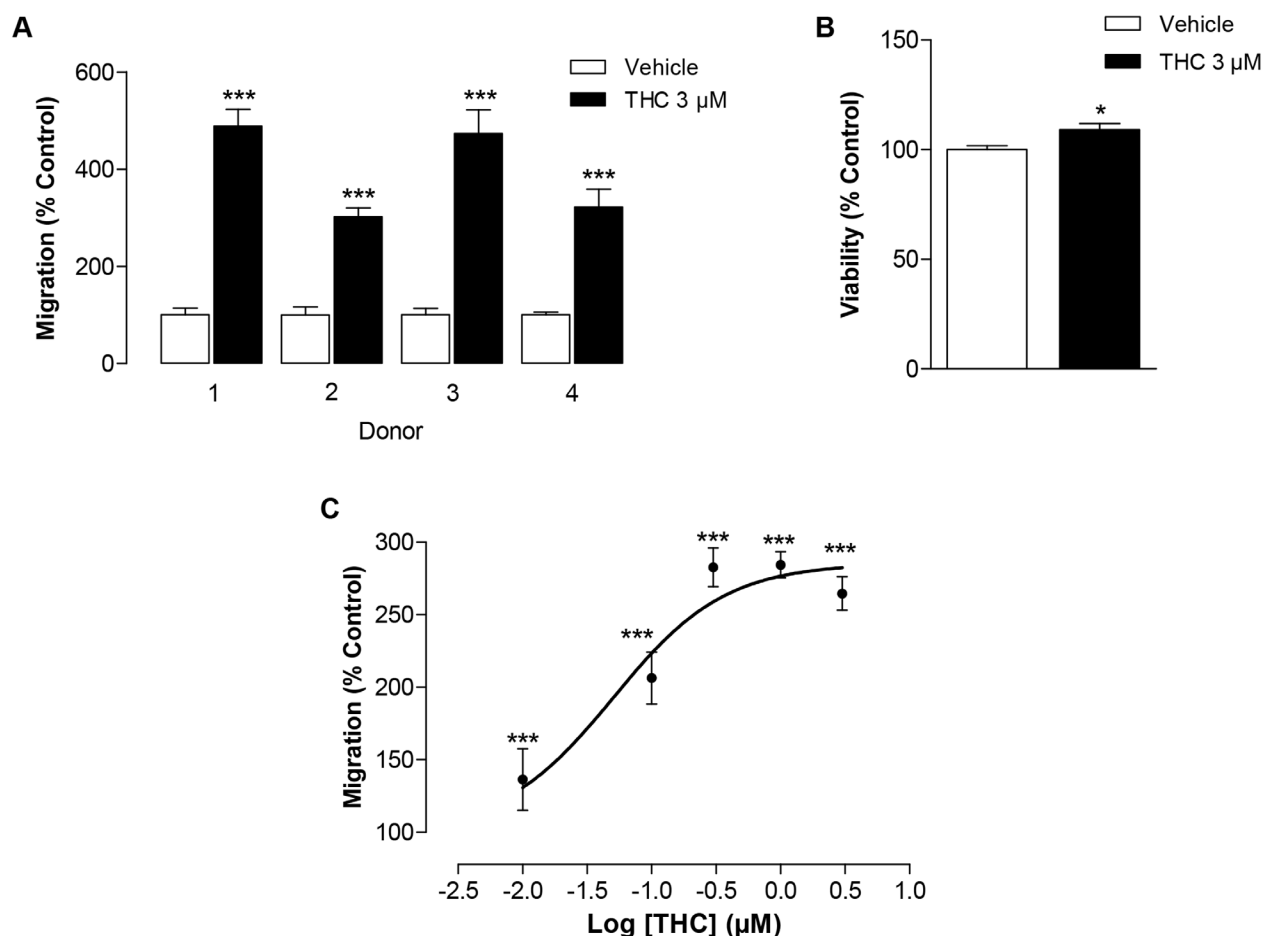 A
Migration (% Control)
600
400
200
0
***
***
***
***
Vehicle
THC 3 µM
1 2 3 4
Donor
B
Viability (% Control)
150
100
50
0
*
Vehicle
THC 3 µM
C
Migration (% Control)
300
250
200
150
100
***
***
***
***
***
-2.5 -2.0 -1.5 -1.0 -0.5 0.0 0.5 1.0
Log [THC] (µM)